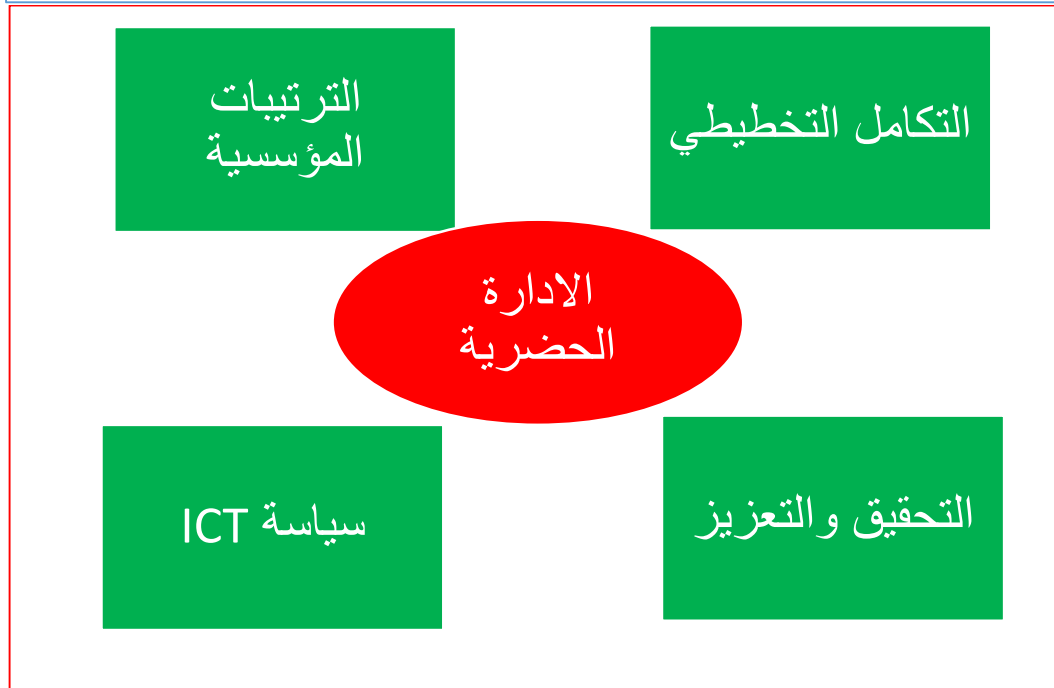 التكامل التخطيطي
الترتيبات
المؤسسية
الادارة
الحضرية
التحقيق والتعزيز
سياسة ICT